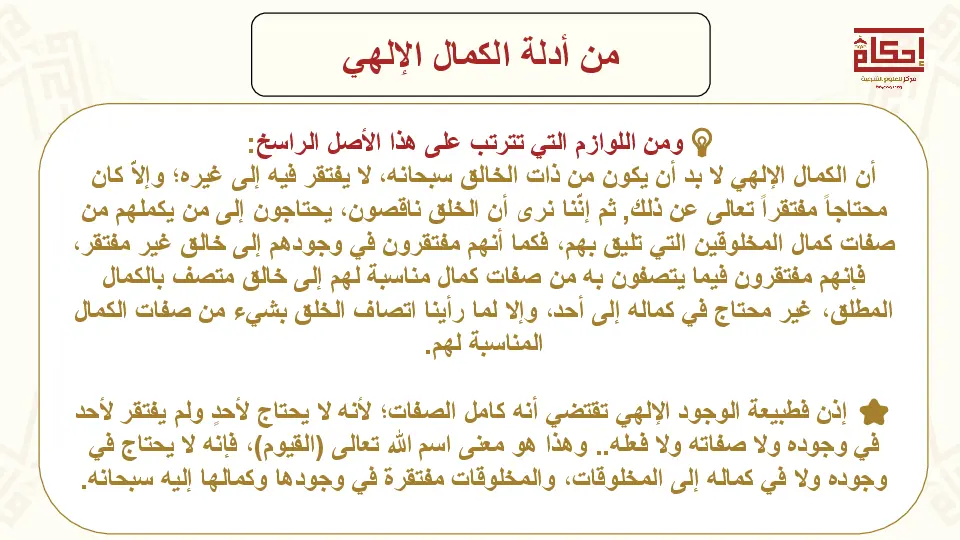 من أدلة الكمال الإلهي
إحكام
مركز للعلوم الشرعية
ومن اللوازم التي تترتب على هذا الأصل الراسخ:
أن الكمال الإلهي لا بد أن يكون من ذات الخالق سبحانه، لا يفتقر فيه إلى غيره؛ وإلاّ كان
محتاجاً مفتقراً تعالى عن ذلك, ثم إنّنا نرى أن الخلق ناقصون، يحتاجون إلى من يكملهم من
صفات كمال المخلوقين التي تليق بهم، فكما أنهم مفتقرون في وجودهم إلى خالق غير مفتقر،
فإنهم مفتقرون فيما يتصفون به من صفات كمال مناسبة لهم إلى خالق متصف بالكمال
المطلق، غير محتاج في كماله إلى أحد، وإلا لما رأينا اتصاف الخلق بشيء من صفات الكمال
المناسبة لهم.
إذن فطبيعة الوجود الإلهي تقتضي أنه كامل الصفات؛ لأنه لا يحتاج لأحدٍ ولم يفتقر لأحد
في وجوده ولا صفاته ولا فعله.. وهذا هو معنى اسم الله تعالى (القيوم)، فإنه لا يحتاج في
وجوده ولا في كماله إلى المخلوقات، والمخلوقات مفتقرة في وجودها وكمالها إليه سبحانه.